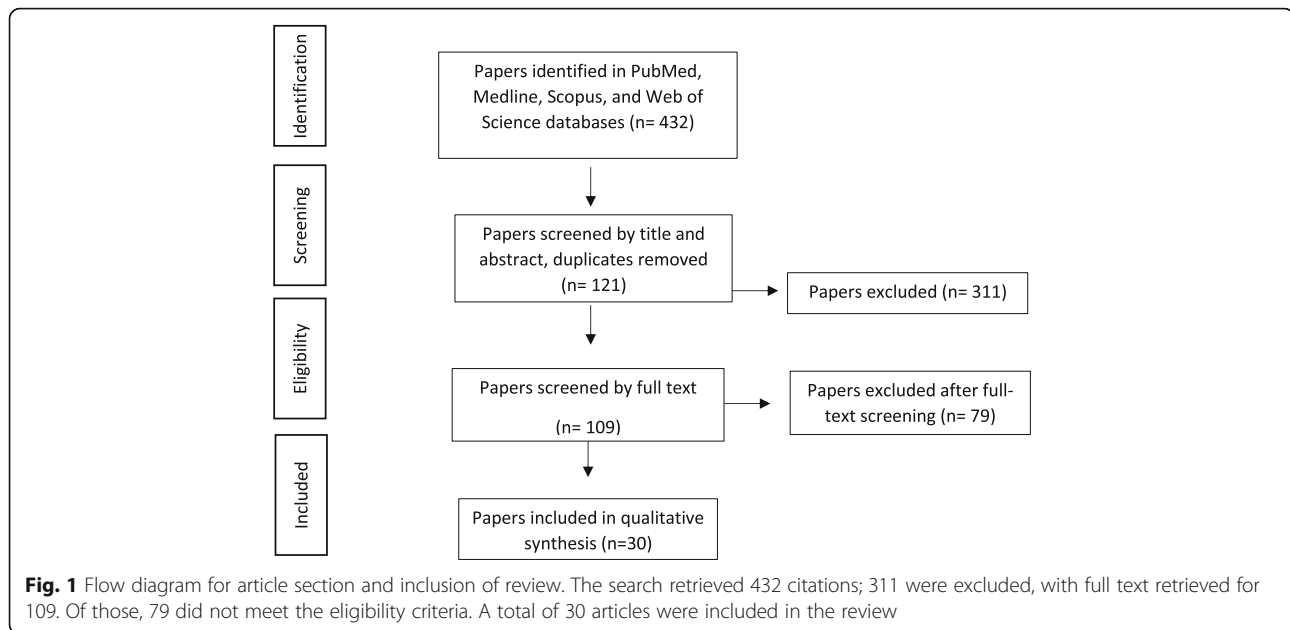 Identification
Papers identified in PubMed,
Medline, Scopus, and Web of
Science databases (n= 432)
Screening
Papers screened by title and
abstract, duplicates removed
(n= 121)
Papers excluded (n= 311)
Eligibility
Papers screened by full text
(n= 109)
Papers excluded after full-
text screening (n= 79)
Included
Papers included in qualitative
synthesis (n=30)
Fig. 1 Flow diagram for article section and inclusion of review. The search retrieved 432 citations; 311 were excluded, with full text retrieved for
109. Of those, 79 did not meet the eligibility criteria. A total of 30 articles were included in the review